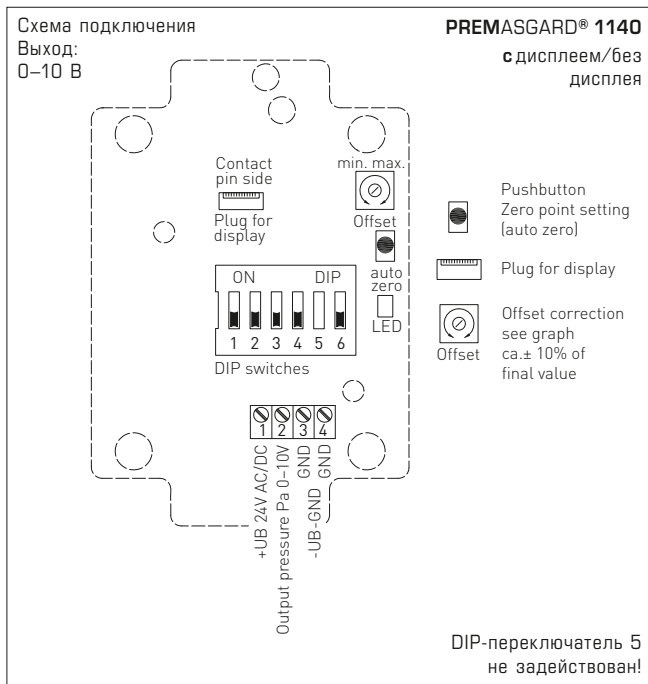 Схема подключения
Выход:
0–10 В
PREMASGARD® 1140
с дисплеем/без
дисплея
Contact
pin side
Plug for
display
min. max.
Offset
auto
zero
LED
ON DIP
1 2 3 4 5 6
DIP switches
1 2 3 4
+UB 24V AC/DC
Output pressure Pa 0–10V
GND
-UB-GND
GND
Pushbutton
Zero point setting
(auto zero)
Plug for display
Offset
Offset correction
see graph
ca.± 10% of
final value
DIP-переключатель 5
не задействован!